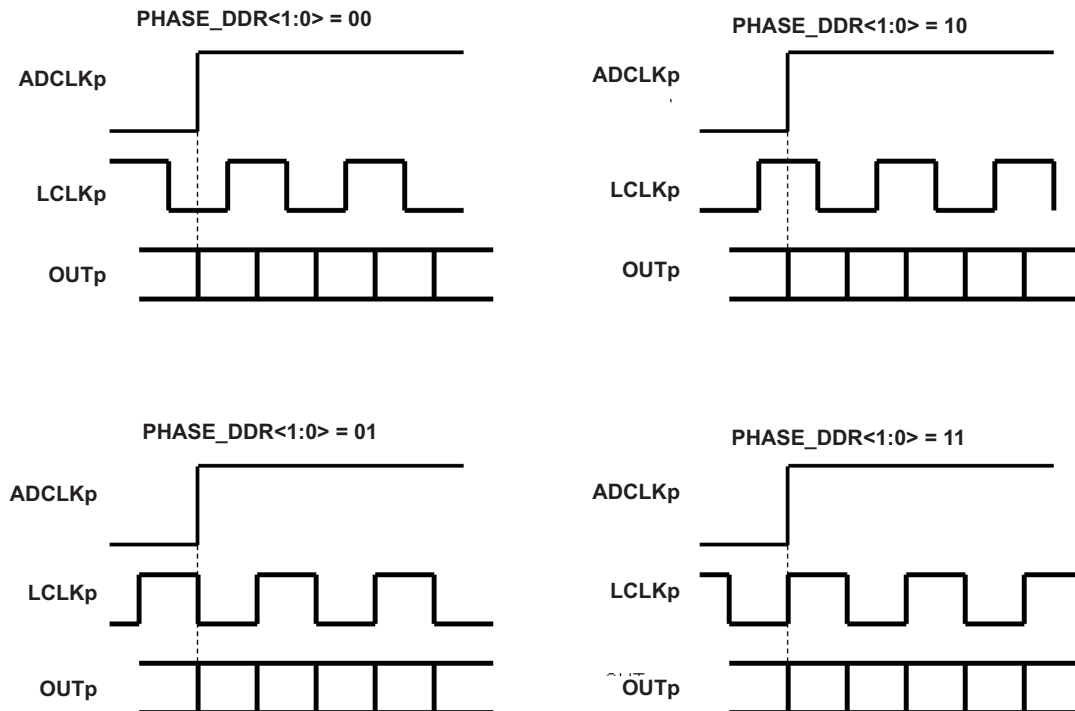 PHASE_DDR<1:0> = 00
ADCLKp
LCLKp
OUTp
PHASE_DDR<1:0> = 10
ADCLKp
LCLKp
OUTp
PHASE_DDR<1:0> = 01
ADCLKp
LCLKp
OUTp
PHASE_DDR<1:0> = 11
ADCLKp
LCLKp
OUTp